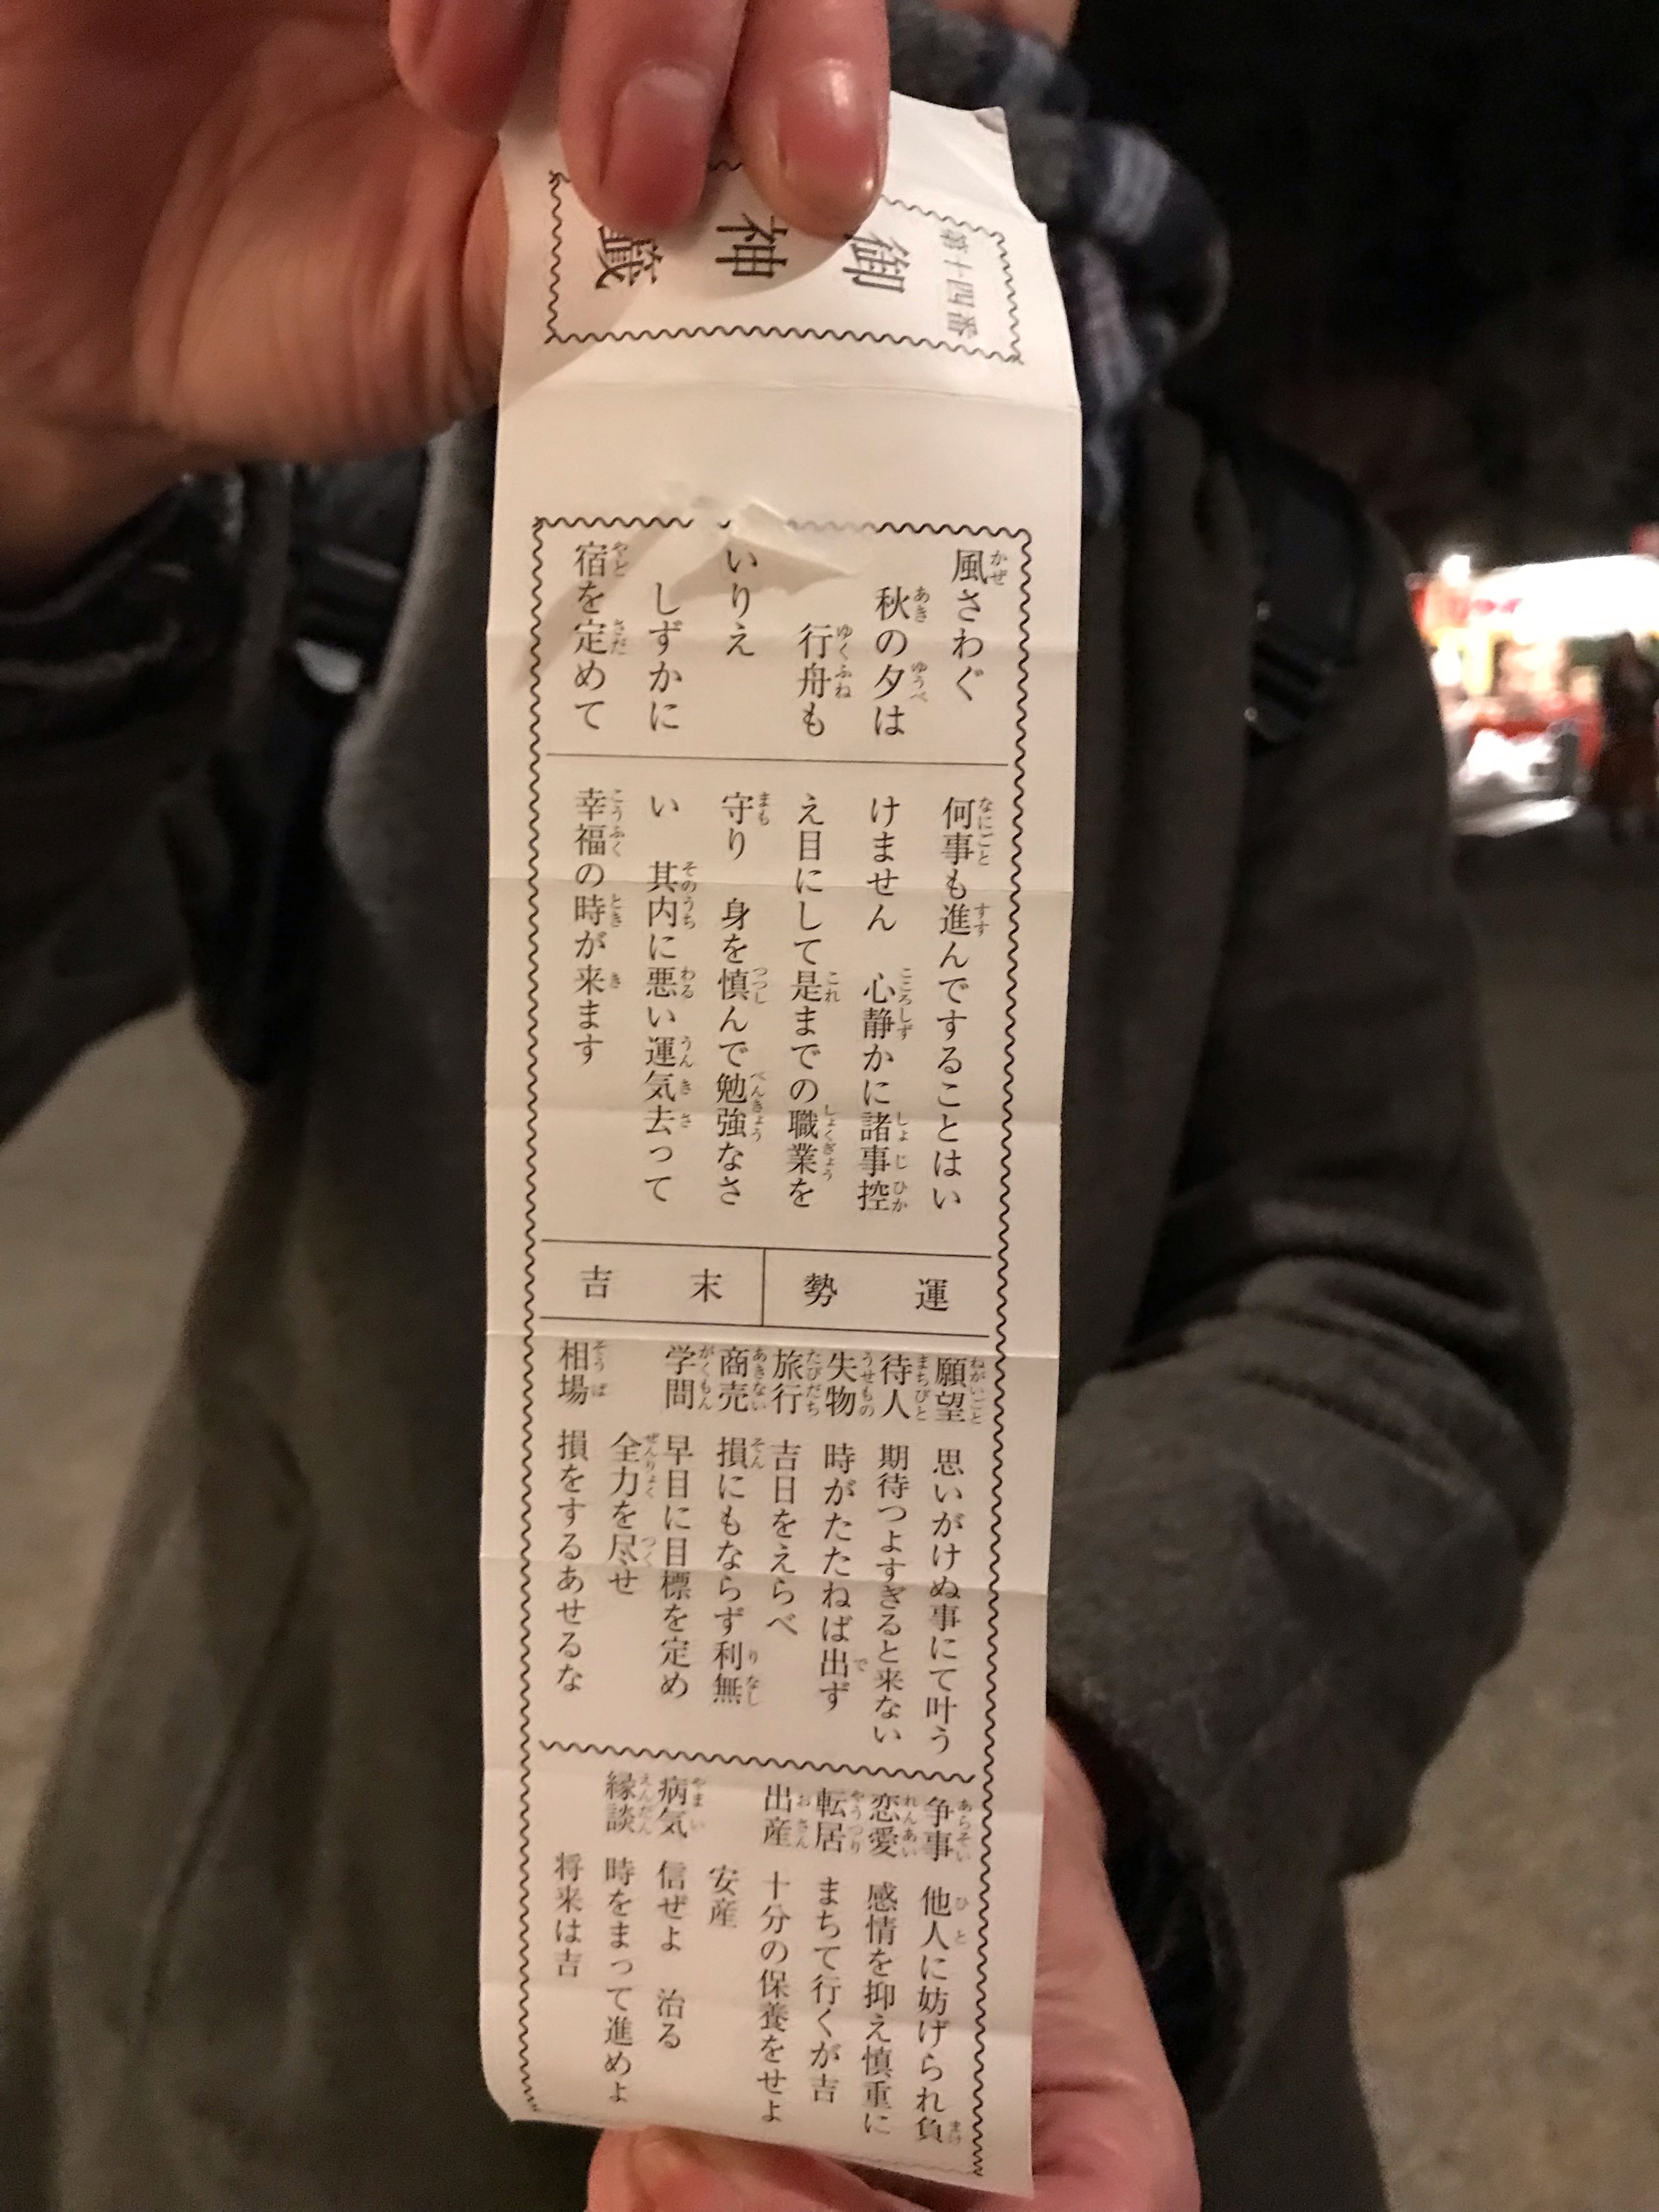 第十四番
御
神
籤
風さわぐ
秋の夕は
行舟も
いりえ
しずかに
宿を定めて
何事も進んですることはい
けません　心静かに諸事控
え目にして是までの職業を
守り　身を慎んで勉強なさ
い　其内に悪い運気去って
幸福の時が来ます
運勢
末吉
願望　思いがけぬ事にて叶う
待人　期待つよすぎると来ない
失物　時がたたねば出ず
旅行　吉日をえらべ
商売　損にもならず利無
学問　早目に目標を定め
全力を尽せ
相場　損をするあせるな
争事　他人に妨げられ負
恋愛　感情を抑え慎重に
転居　まちて行くが吉
出産　十分の保養をせよ
安産
病気　信ぜよ　治る
縁談　時をまって進めよ
将来は吉